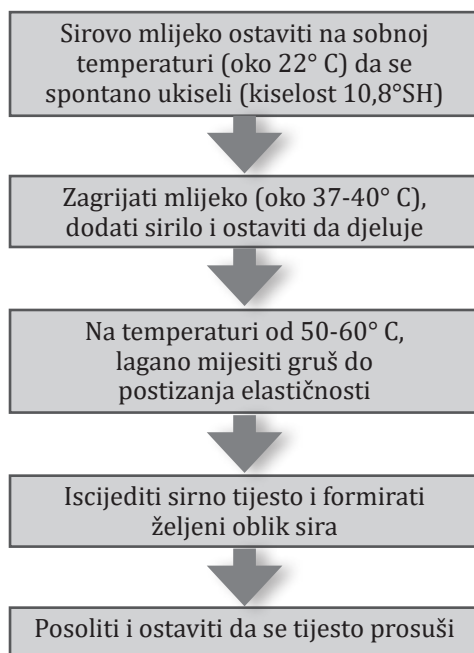 Sirovo mlijeko ostaviti na sobnoj
temperaturi (oko 22° C) da se
spontano ukiseli (kiselost 10,8°SH)
Zagrijati mlijeko (oko 37-40° C),
dodati sirilo i ostaviti da djeluje
Na temperaturi od 50-60° C,
lagano mijesiti gruš do
postizanja elastičnosti
Iscijediti sirno tijesto i formirati
željeni oblik sira
Posoliti i ostaviti da se tijesto prosuši